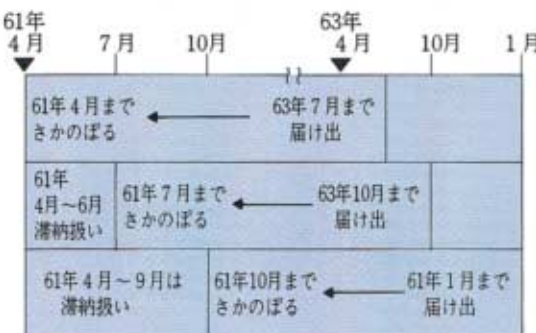 61年
4月
7月
10月
63年
4月
10月
1月
61年4月まで
さかのぼる
63年7月まで
届け出
61年
4月〜6月
滞納扱い
61年7月まで
さかのぼる
63年10月まで
届け出
61年4月〜9月は
滞納扱い
61年10月まで
さかのぼる
61年1月まで
届け出